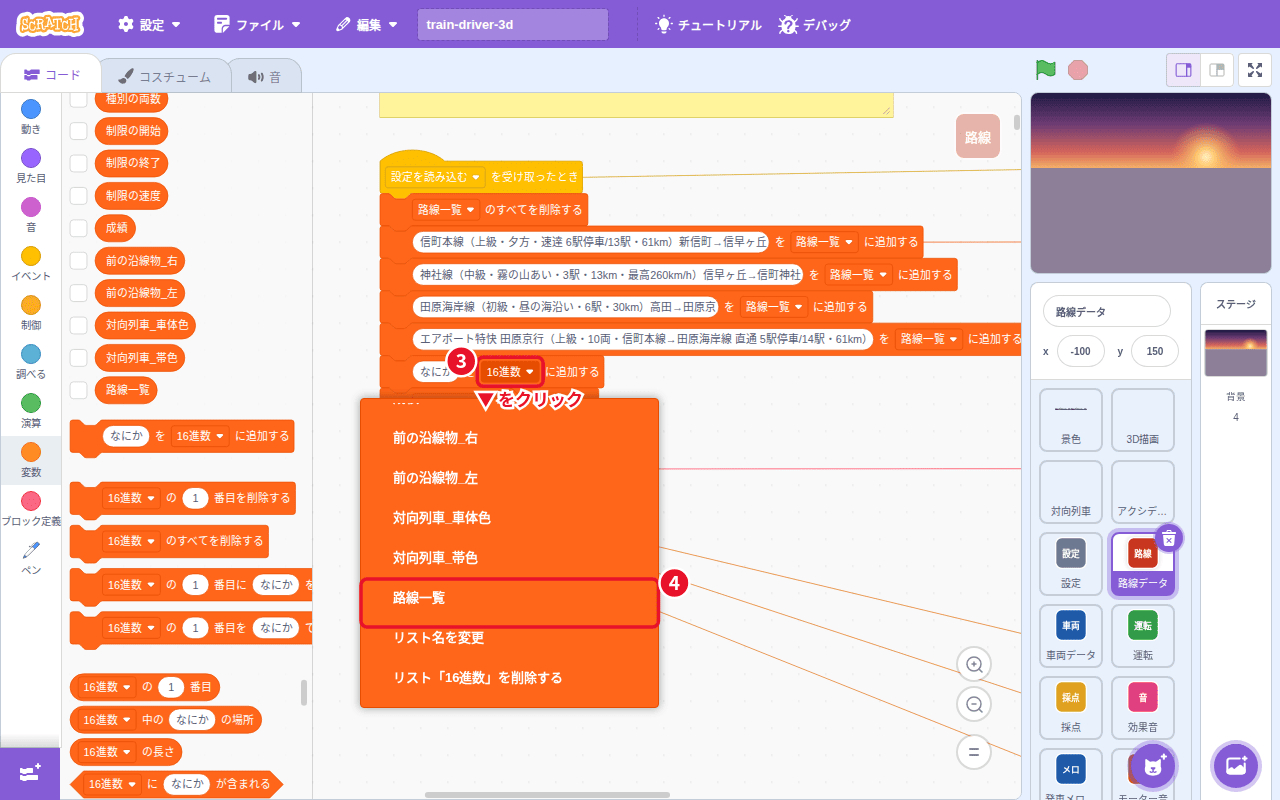 SCRATCH
設定
ファイル
編集
train-driver-3d
チュートリアル
デバッグ
コード
コスチューム
音
動き
見た目
音
イベント
制御
調べる
演算
変数
ブロック定義
ペン
種別の両数
制限の開始
制限の終了
制限の速度
成績
前の沿線物_右
前の沿線物_左
対向列車_車体色
対向列車_帯色
路線一覧
なにか を 16進数 に追加する
16進数 の 1 番目を削除する
16進数 のすべてを削除する
16進数 の 1 番目に なにか を
16進数 の 1 番目を なにか で
16進数 の 1 番目
16進数 中の なにか の場所
16進数 の長さ
16進数 に なにか が含まれる
路線
設定を読み込む を受け取ったとき
路線一覧 のすべてを削除する
信町本線（上級・夕方・速達 6駅停車/13駅・61km）新信町→信早ヶ丘 を 路線一覧 に追加する
神社線（中級・霧の山あい・3駅・13km・最高260km/h）信早ヶ丘→信町神社 を 路線一覧 に追加する
田原海岸線（初級・昼の海沿い・6駅・30km）高田→田原京 を 路線一覧 に追加する
エアポート特快 田原京行（上級・10両・信町本線→田原海岸線 直通 5駅停車/14駅・61km） を 路線一覧 に追加する
なにか 3 16進数 に追加する
▼をクリック
前の沿線物_右
前の沿線物_左
対向列車_車体色
対向列車_帯色
路線一覧
4
リスト名を変更
リスト「16進数」を削除する
路線データ
x -100 y 150
ステージ
背景
4
景色
3D描画
対向列車
アクシデ...
設定
設定
路線
路線データ
車両
車両データ
運転
運転
採点
採点
音
効果音
メロ
発車メロ...
モーター音